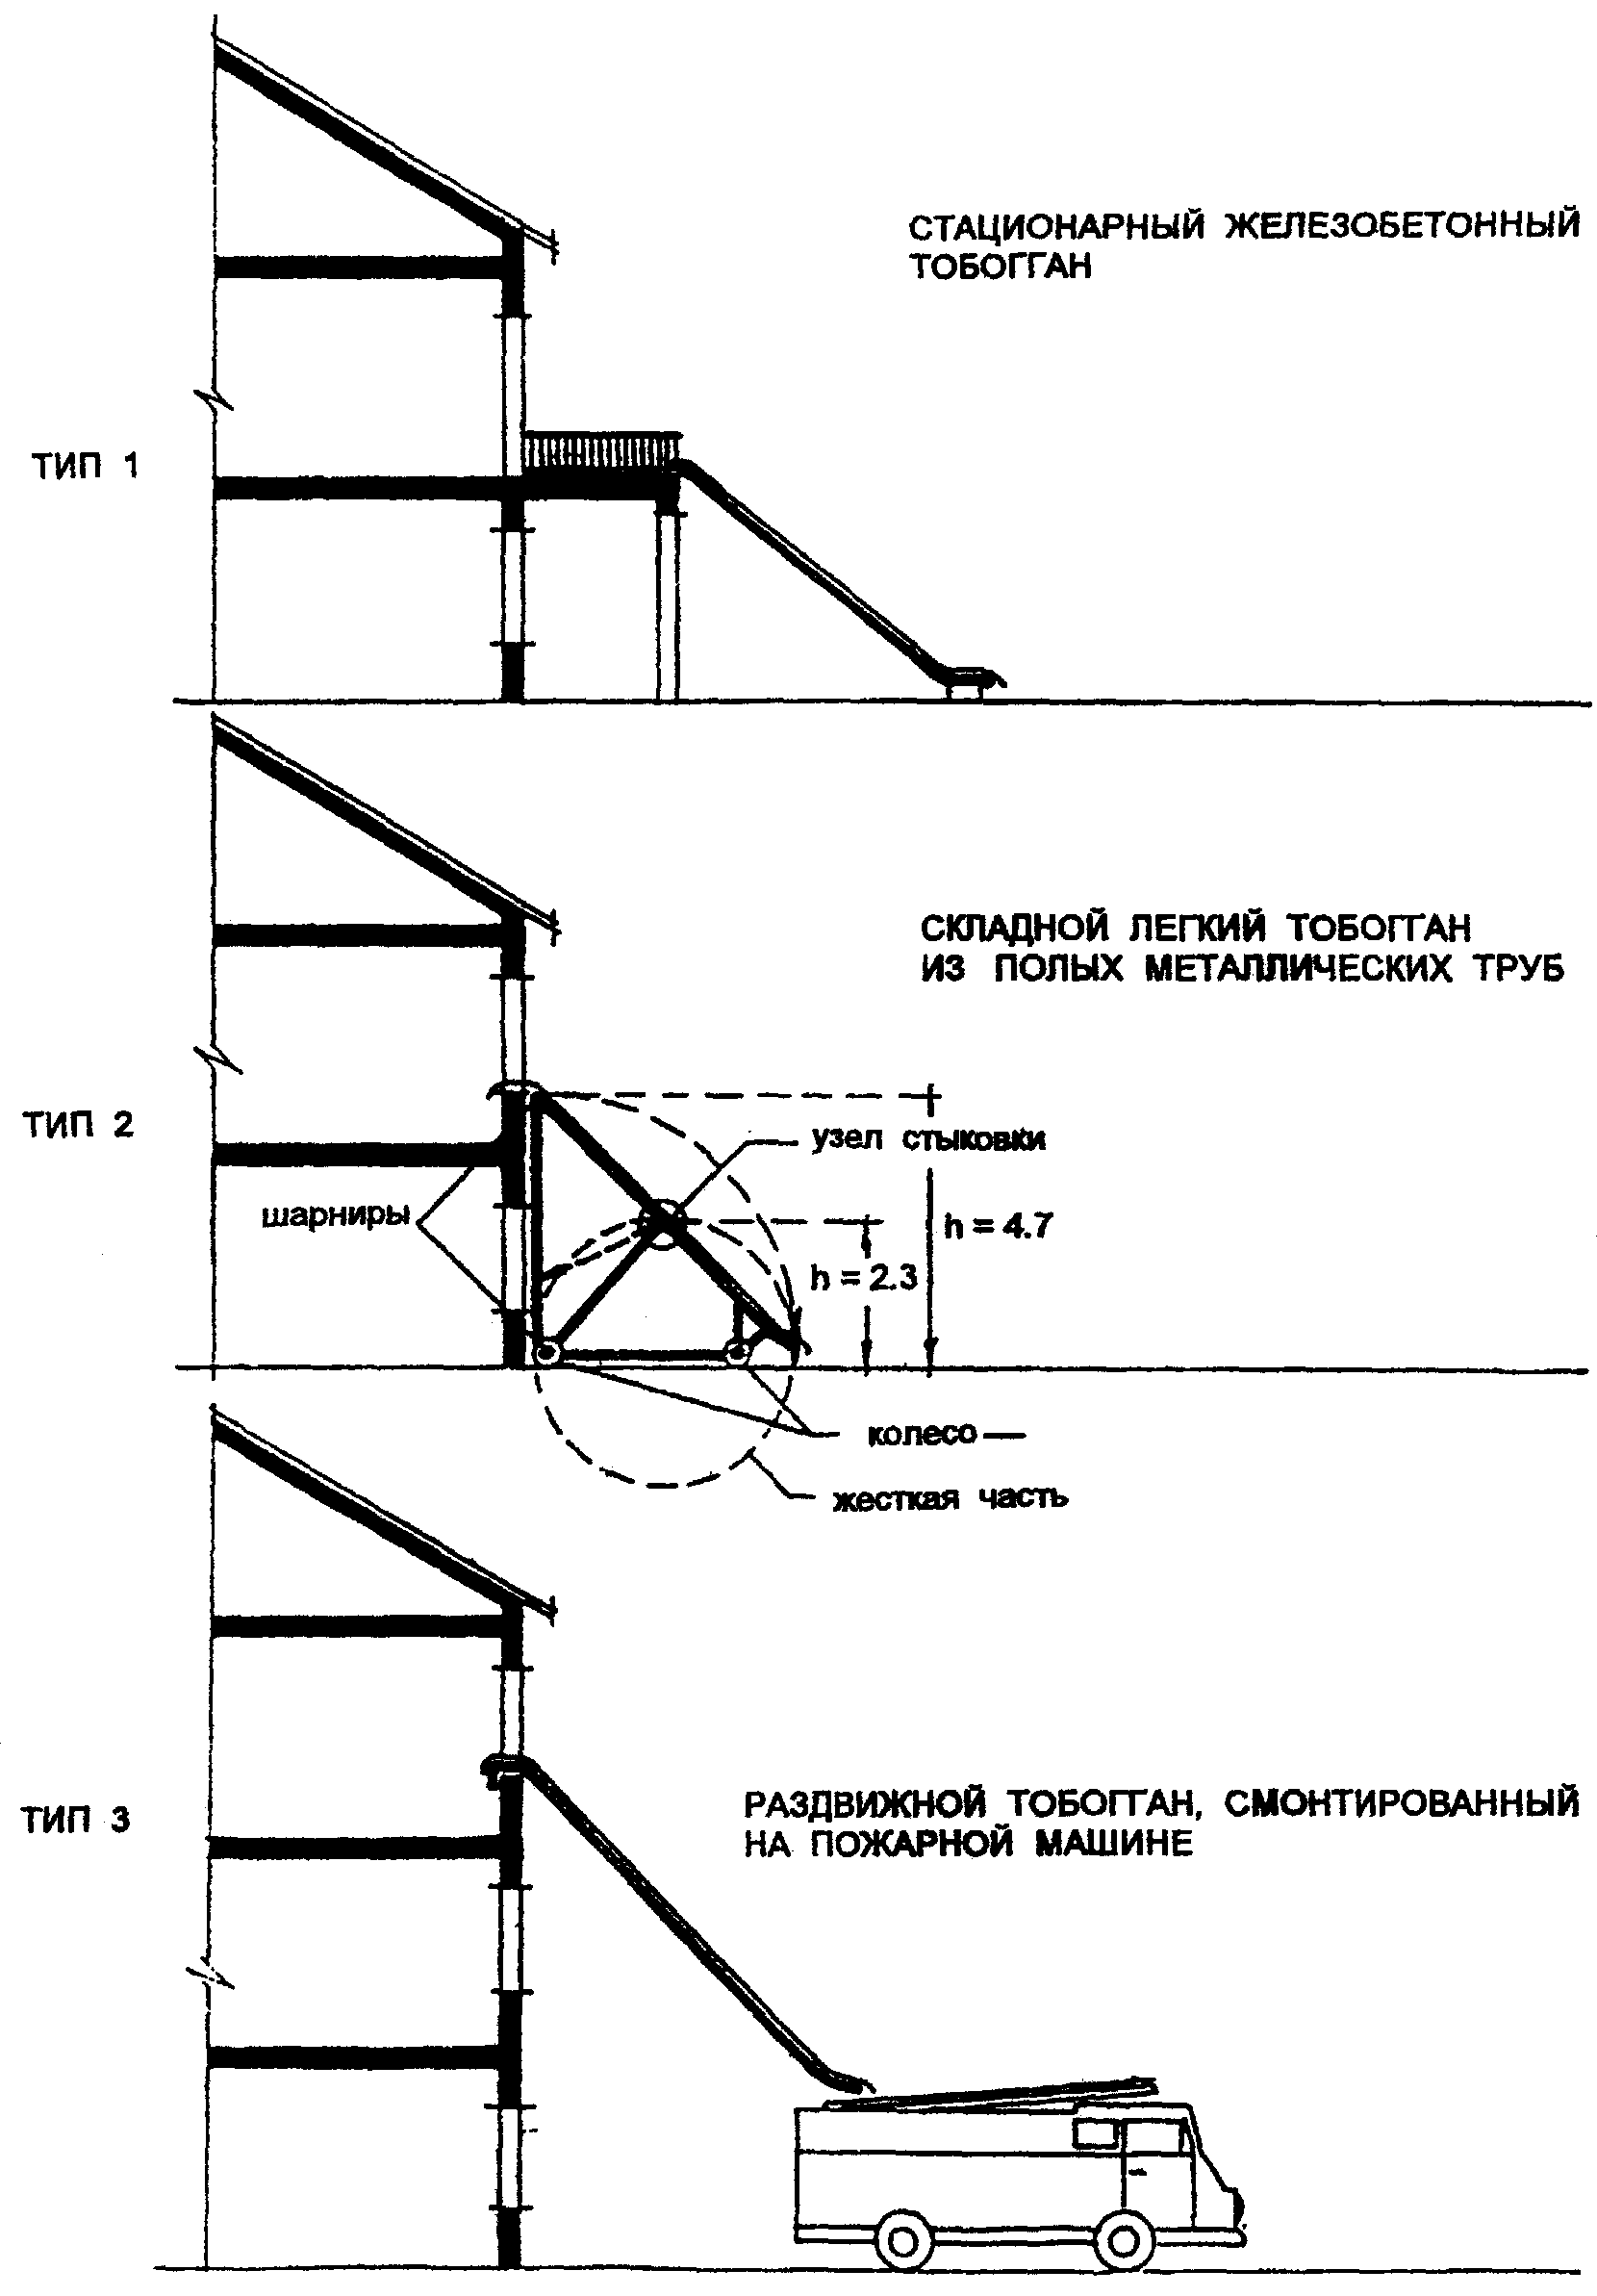 СТАЦИОНАРНЫЙ ЖЕЛЕЗОБЕТОННЫЙ
ТОБОГГАН
ТИП 1
СКЛАДНОЙ ЛЕГКИЙ ТОБОГГАН
ИЗ ПОЛЫХ МЕТАЛЛИЧЕСКИХ ТРУБ
ТИП 2
узел стыковки
шарниры
h = 4.7
h = 2.3
колесо
жесткая часть
ТИП 3
РАЗДВИЖНОЙ ТОБОГГАН, СМОНТИРОВАННЫЙ
НА ПОЖАРНОЙ МАШИНЕ